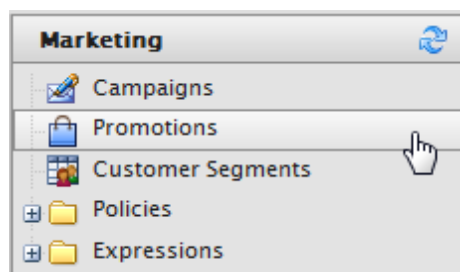 Marketing
Campaigns
Promotions
Customer Segments
Policies
Expressions